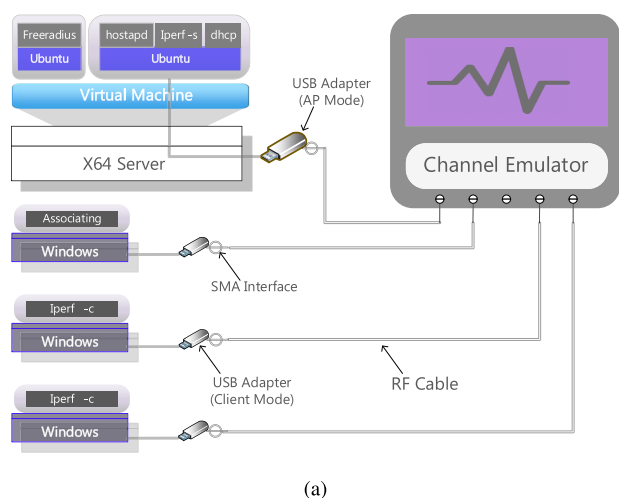 Freeradius
Ubuntu
hostapd Iperf -s dhcp
Ubuntu
Virtual Machine
X64 Server
USB Adapter
(AP Mode)
Channel Emulator
Associating
Windows
SMA Interface
Iperf -c
Windows
USB Adapter
(Client Mode)
RF Cable
Iperf -c
Windows
(a)